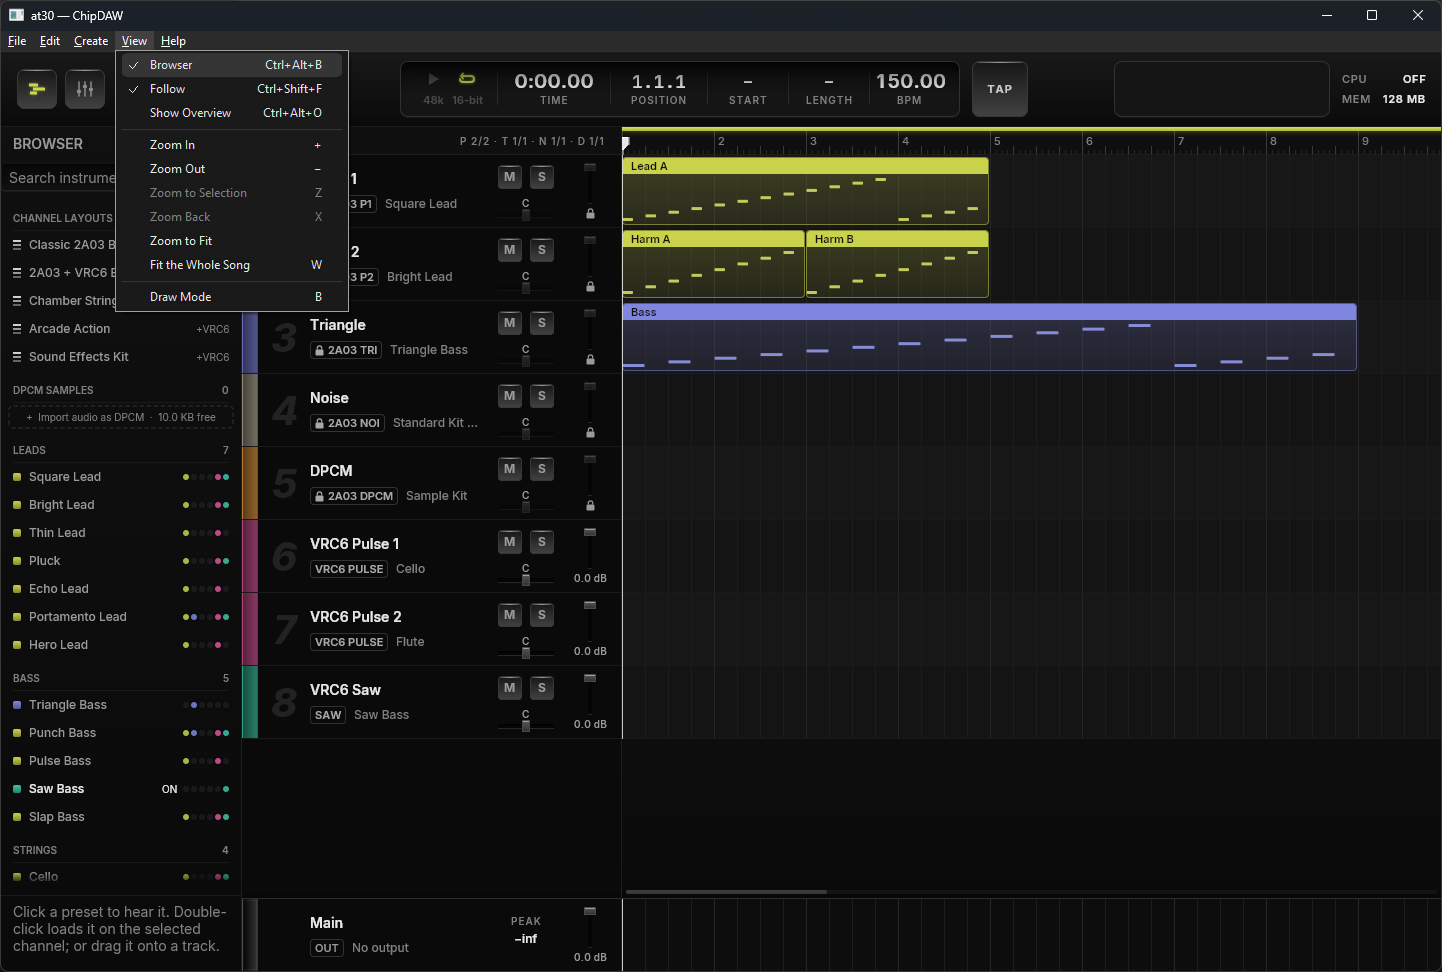 at30 — ChipDAW
File Edit Create View Help
Browser Ctrl+Alt+B
Follow Ctrl+Shift+F
Show Overview Ctrl+Alt+O
Zoom In +
Zoom Out −
Zoom to Selection Z
Zoom Back X
Zoom to Fit
Fit the Whole Song W
Draw Mode B
48k 16-bit
0:00.00 TIME
1.1.1 POSITION
– START
– LENGTH
150.00 BPM
TAP
CPU OFF
MEM 128 MB
BROWSER
Search instrume
CHANNEL LAYOUTS
Classic 2A03 B
2A03 + VRC6 E
Chamber String
Arcade Action +VRC6
Sound Effects Kit +VRC6
DPCM SAMPLES 0
+ Import audio as DPCM · 10.0 KB free
LEADS 7
Square Lead
Bright Lead
Thin Lead
Pluck
Echo Lead
Portamento Lead
Hero Lead
BASS 5
Triangle Bass
Punch Bass
Pulse Bass
Saw Bass ON
Slap Bass
STRINGS 4
Cello
Click a preset to hear it. Double-
click loads it on the selected
channel; or drag it onto a track.
P 2/2 · T 1/1 · N 1/1 · D 1/1
2 3 4 5 6 7 8 9
1 M S
3 P1 Square Lead C
2 M S
3 P2 Bright Lead C
3 Triangle M S
2A03 TRI Triangle Bass C
4 Noise M S
2A03 NOI Standard Kit ... C
5 DPCM M S
2A03 DPCM Sample Kit C
6 VRC6 Pulse 1 M S
VRC6 PULSE Cello C 0.0 dB
7 VRC6 Pulse 2 M S
VRC6 PULSE Flute C 0.0 dB
8 VRC6 Saw M S
SAW Saw Bass C 0.0 dB
Lead A
Harm A Harm B
Bass
Main PEAK
–inf
OUT No output 0.0 dB